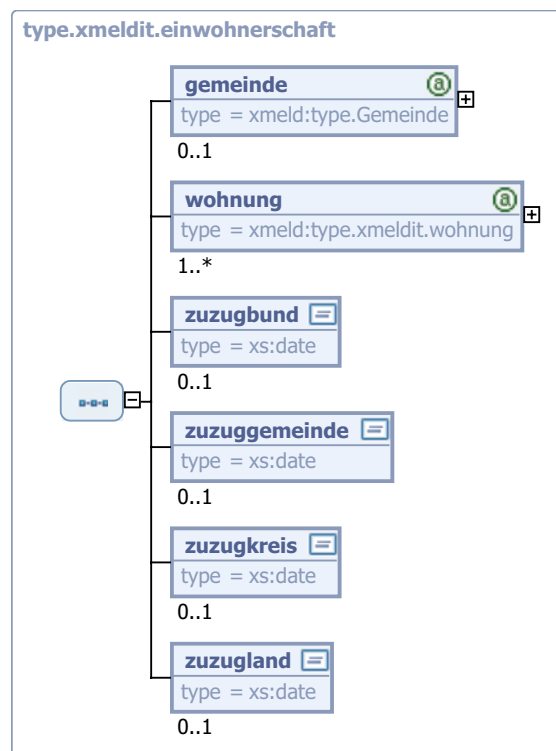 type.xmeldit.einwohnerschaft
gemeinde
type = xmeld:type.Gemeinde
0..1
wohnung
type = xmeld:type.xmeldit.wohnung
1..*
zuzugbund
type = xs:date
0..1
zuzuggemeinde
type = xs:date
0..1
zuzugkreis
type = xs:date
0..1
zuzugland
type = xs:date
0..1